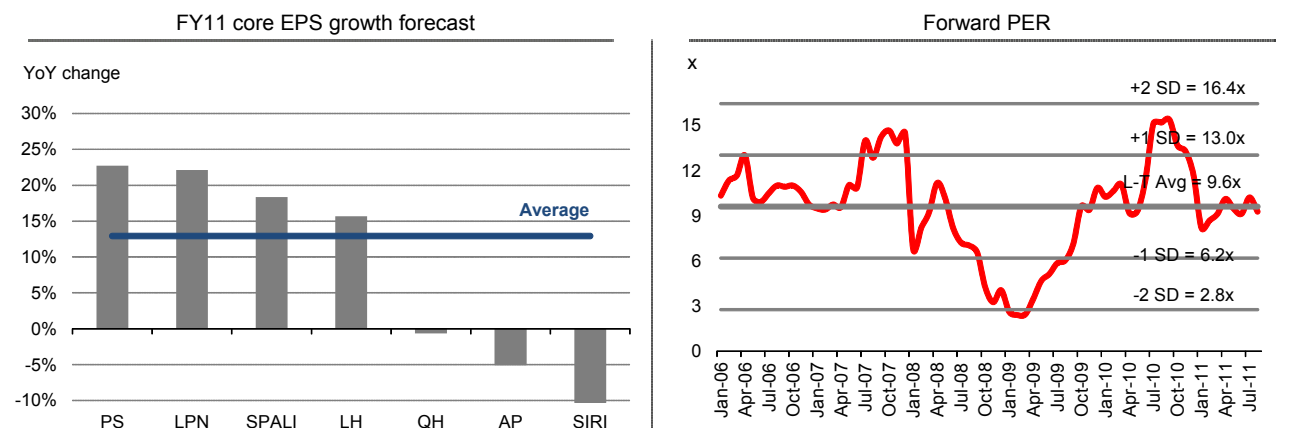 FY11 core EPS growth forecast
YoY change
30%
25%
20%
15%
10%
5%
0%
-5%
-10%
Average
PS LPN SPALI LH QH AP SIRI
Forward PER
x
15
12
9
6
3
0
+2 SD = 16.4x
+1 SD = 13.0x
L-T Avg = 9.6x
-1 SD = 6.2x
-2 SD = 2.8x
Jan-06
Apr-06
Jul-06
Oct-06
Jan-07
Apr-07
Jul-07
Oct-07
Jan-08
Apr-08
Jul-08
Oct-08
Jan-09
Apr-09
Jul-09
Oct-09
Jan-10
Apr-10
Jul-10
Oct-10
Jan-11
Apr-11
Jul-11